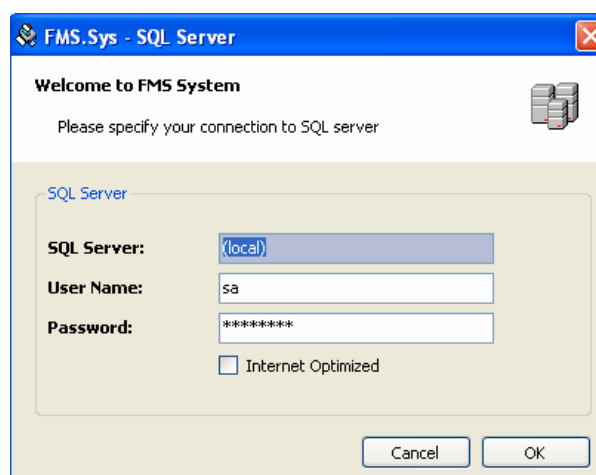 FMS.Sys - SQL Server
Welcome to FMS System
Please specify your connection to SQL server
SQL Server
SQL Server: (local)
User Name: sa
Password: ********
Internet Optimized
Cancel OK